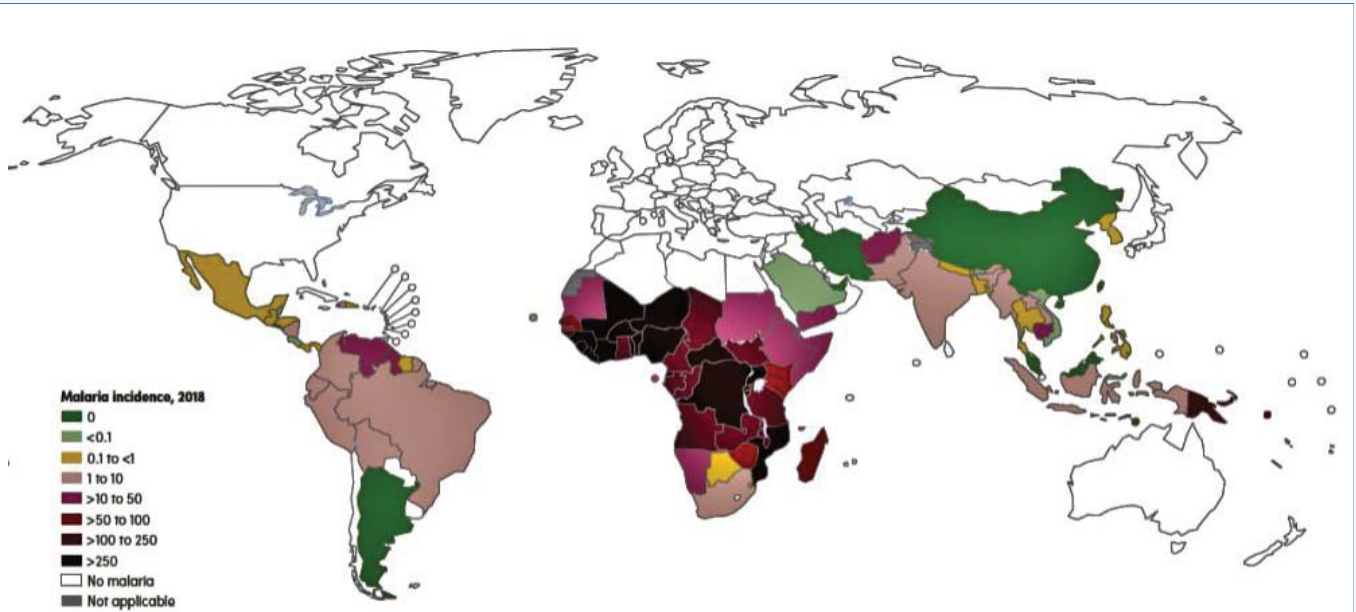 Malaria incidence, 2018
0
<0.1
0.1 to <1
1 to 10
>10 to 50
>50 to 100
>100 to 250
>250
No malaria
Not applicable